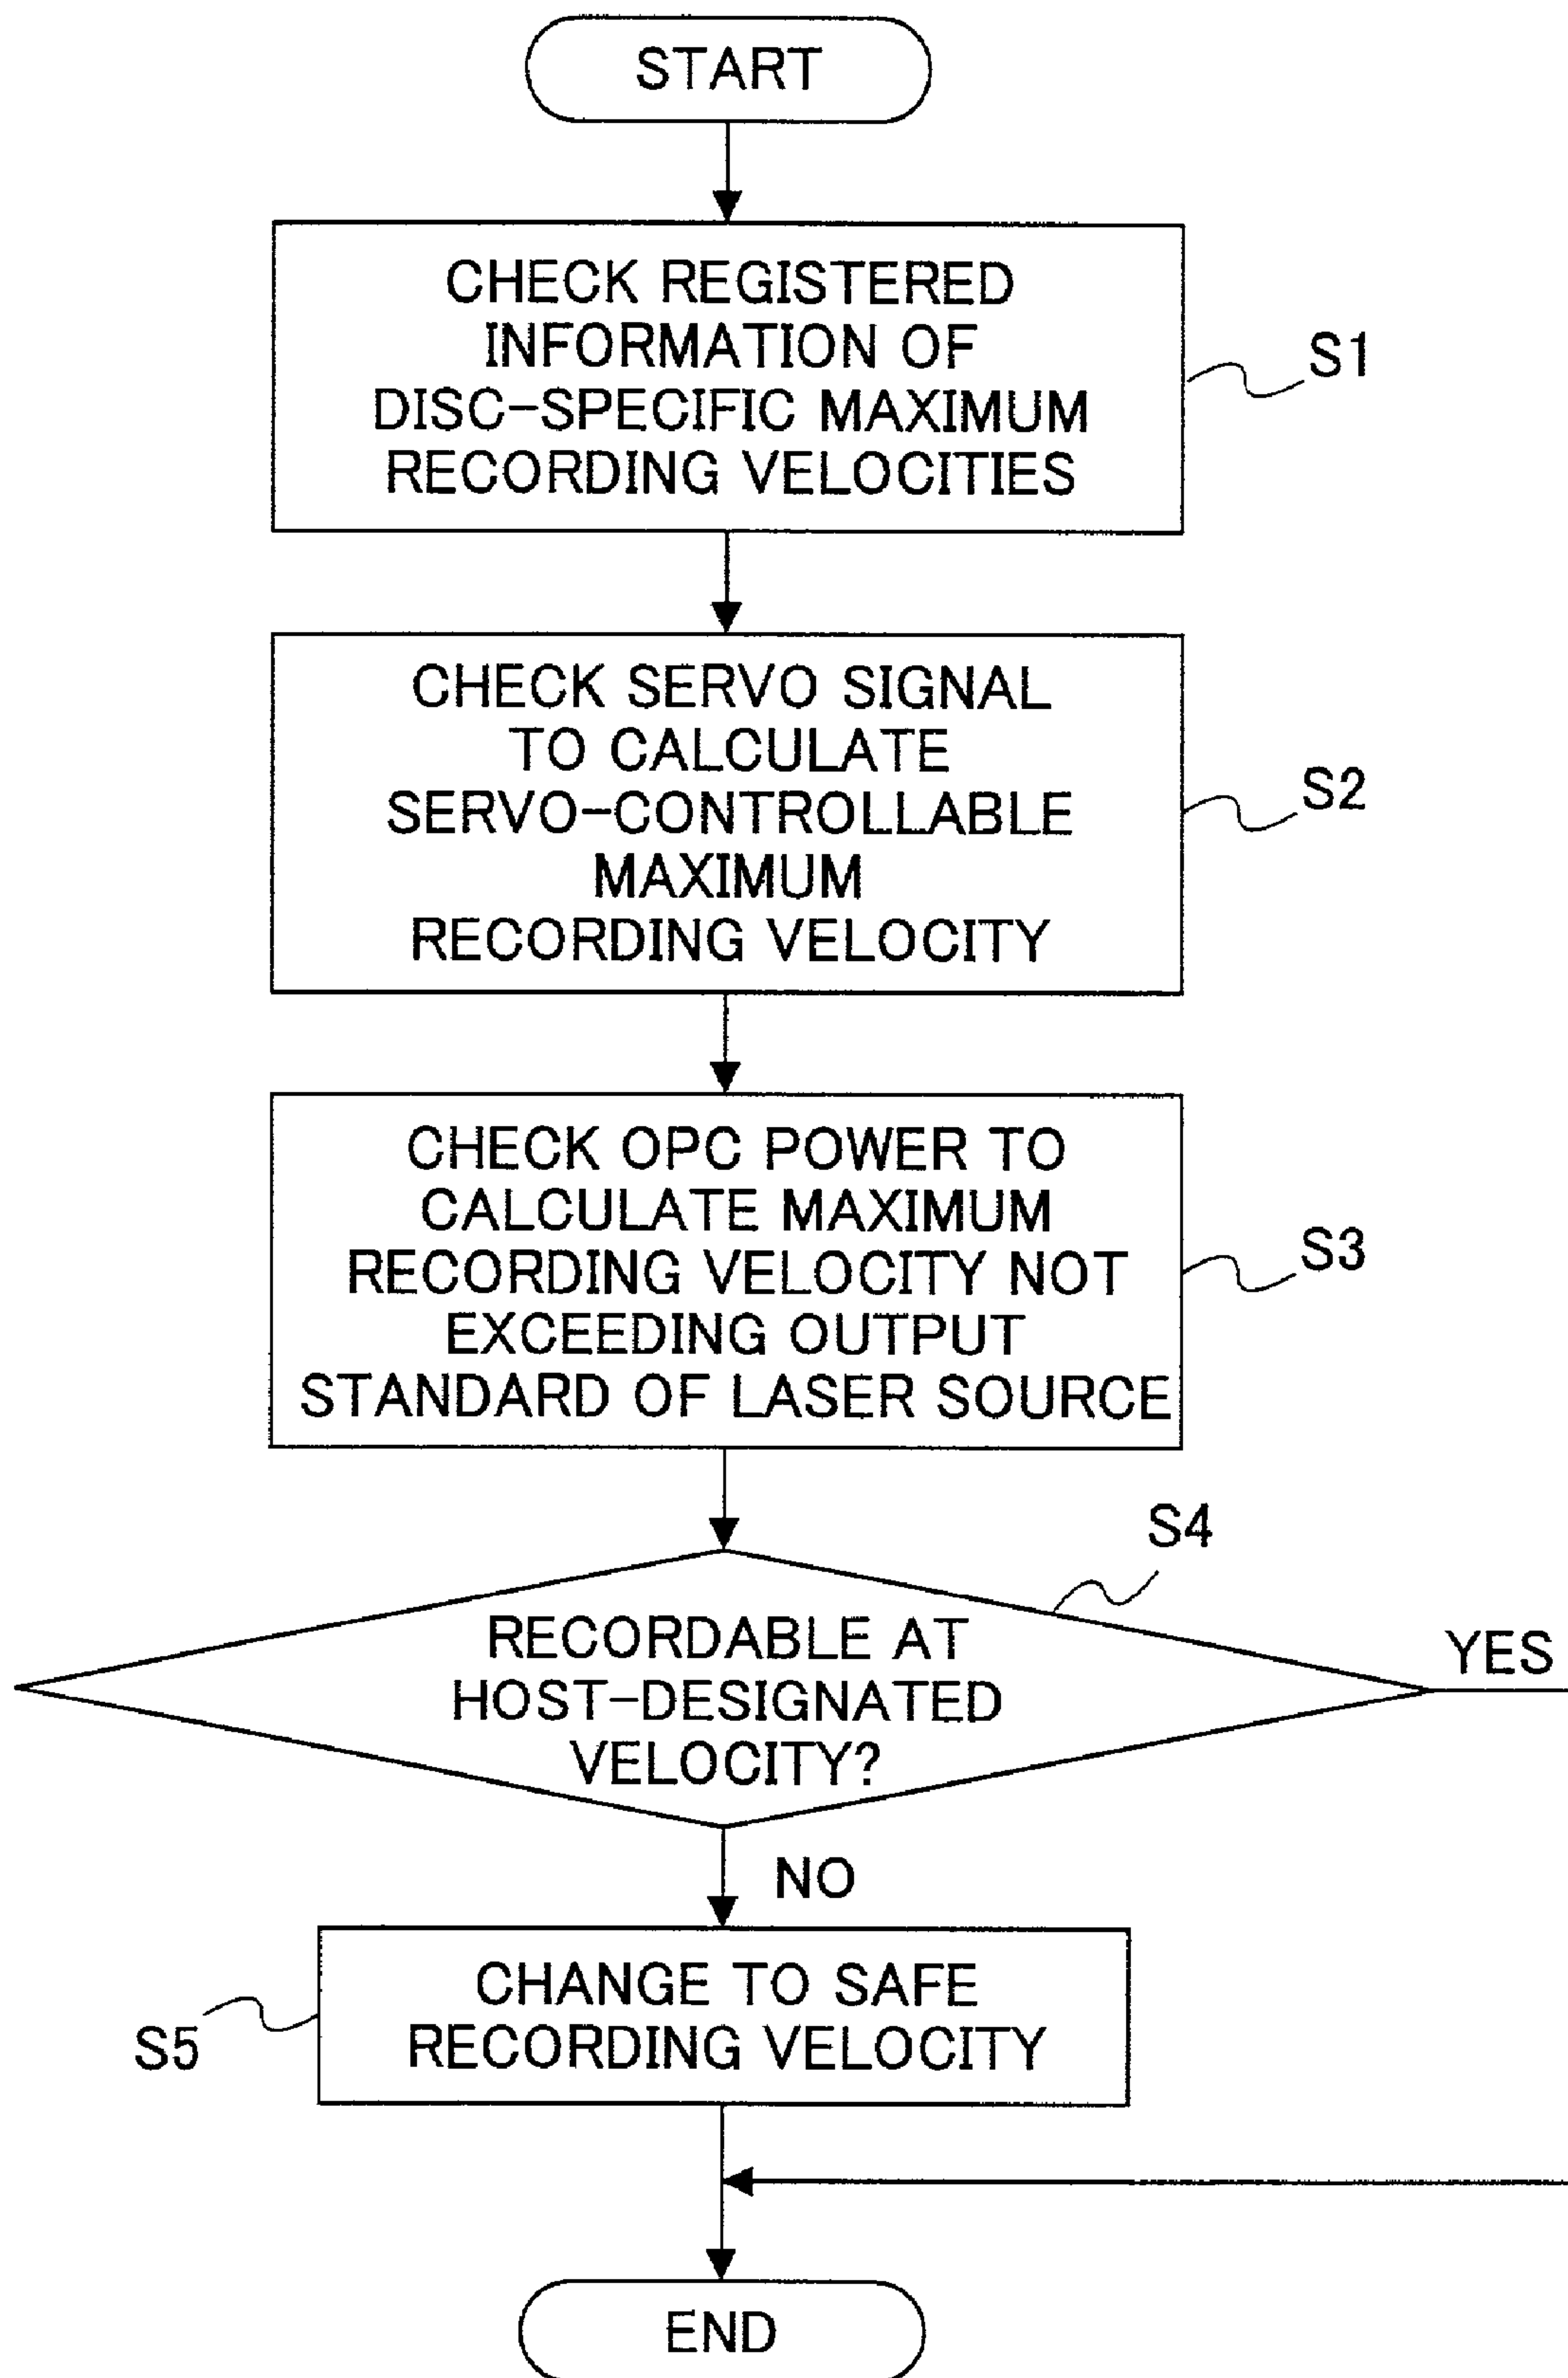 START
CHECK REGISTERED
INFORMATION OF
DISC-SPECIFIC MAXIMUM
RECORDING VELOCITIES
S1
CHECK SERVO SIGNAL
TO CALCULATE
SERVO-CONTROLLABLE
MAXIMUM
RECORDING VELOCITY
S2
CHECK OPC POWER TO
CALCULATE MAXIMUM
RECORDING VELOCITY NOT
EXCEEDING OUTPUT
STANDARD OF LASER SOURCE
S3
S4
RECORDABLE AT
HOST-DESIGNATED
VELOCITY?
YES
NO
CHANGE TO SAFE
RECORDING VELOCITY
S5
END